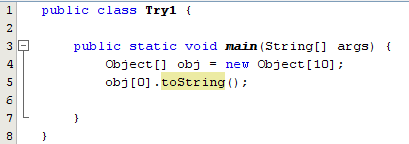 1 public class Try1 {
2
3 public static void main(String[] args) {
4 Object[] obj = new Object[10];
5 obj[0].toString();
6
7 }
8 }